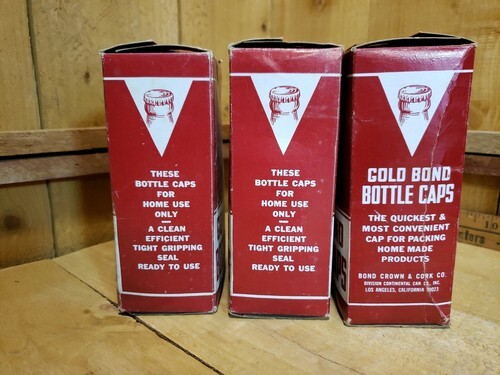 THESE
BOTTLE CAPS
FOR
HOME USE
ONLY
A CLEAN
EFFICIENT
TIGHT GRIPPING
SEAL
READY TO USE
THESE
BOTTLE CAPS
FOR
HOME USE
ONLY
A CLEAN
EFFICIENT
TIGHT GRIPPING
SEAL
READY TO USE
GOLD BOND
BOTTLE CAPS
THE QUICKEST &
MOST CONVENIENT
CAP FOR PACKING
HOME MADE
PRODUCTS
BOND CROWN & CORK CO.
DIVISION CONTINENTAL CAN CO., INC.
LOS ANGELES, CALIFORNIA 90023